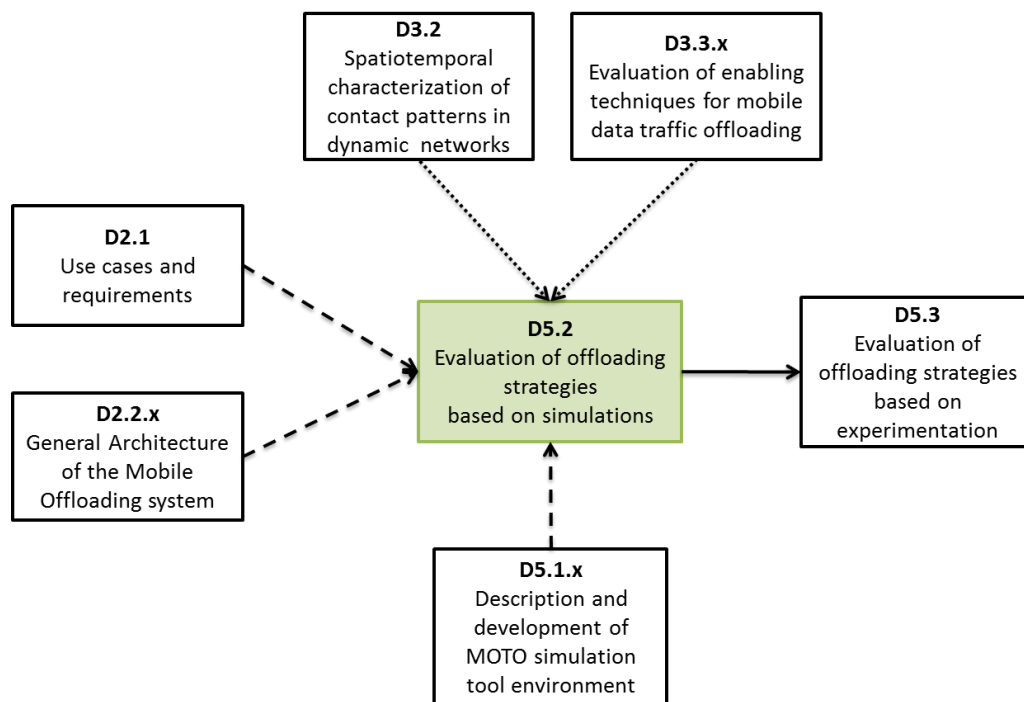 D3.2
Spatiotemporal
characterization of
contact patterns in
dynamic networks
D3.3.x
Evaluation of enabling
techniques for mobile
data traffic offloading
D2.1
Use cases and
requirements
D5.2
Evaluation of offloading
strategies
based on simulations
D5.3
Evaluation of
offloading strategies
based on
experimentation
D2.2.x
General Architecture
of the Mobile
Offloading system
D5.1.x
Description and
development of
MOTO simulation
tool environment